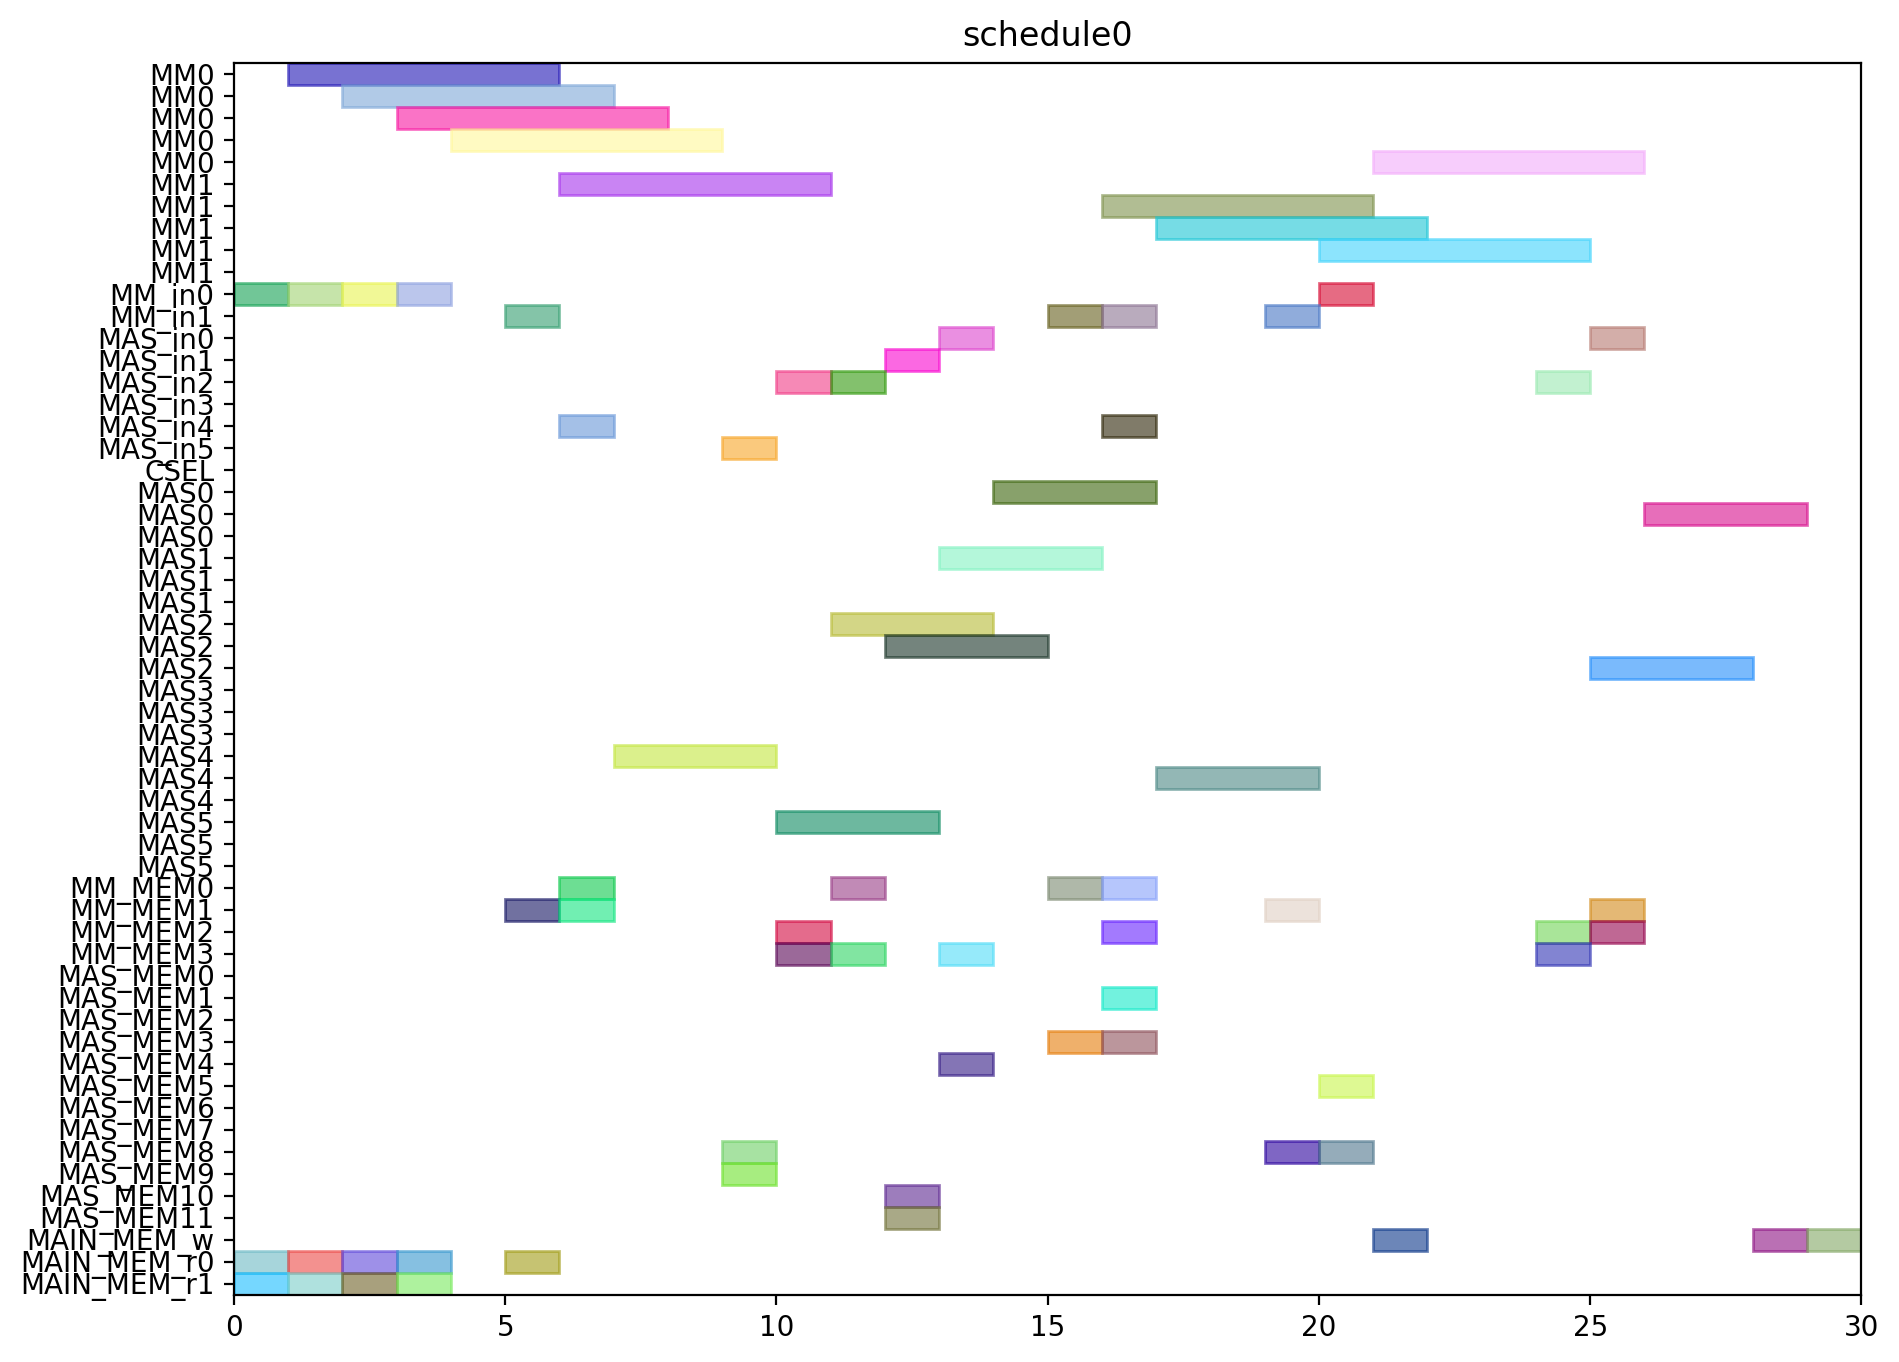 schedule0
MM0
MM0
MM0
MM0
MM0
MM1
MM1
MM1
MM1
MM1
MM_in0
MM_in1
MAS_in0
MAS_in1
MAS_in2
MAS_in3
MAS_in4
MAS_in5
CSEL
MAS0
MAS0
MAS0
MAS1
MAS1
MAS1
MAS2
MAS2
MAS2
MAS3
MAS3
MAS3
MAS4
MAS4
MAS4
MAS5
MAS5
MAS5
MM_MEM0
MM_MEM1
MM_MEM2
MM_MEM3
MAS_MEM0
MAS_MEM1
MAS_MEM2
MAS_MEM3
MAS_MEM4
MAS_MEM5
MAS_MEM6
MAS_MEM7
MAS_MEM8
MAS_MEM9
MAS_MEM10
MAS_MEM11
MAIN_MEM_w
MAIN_MEM_r0
MAIN_MEM_r1
0 5 10 15 20 25 30